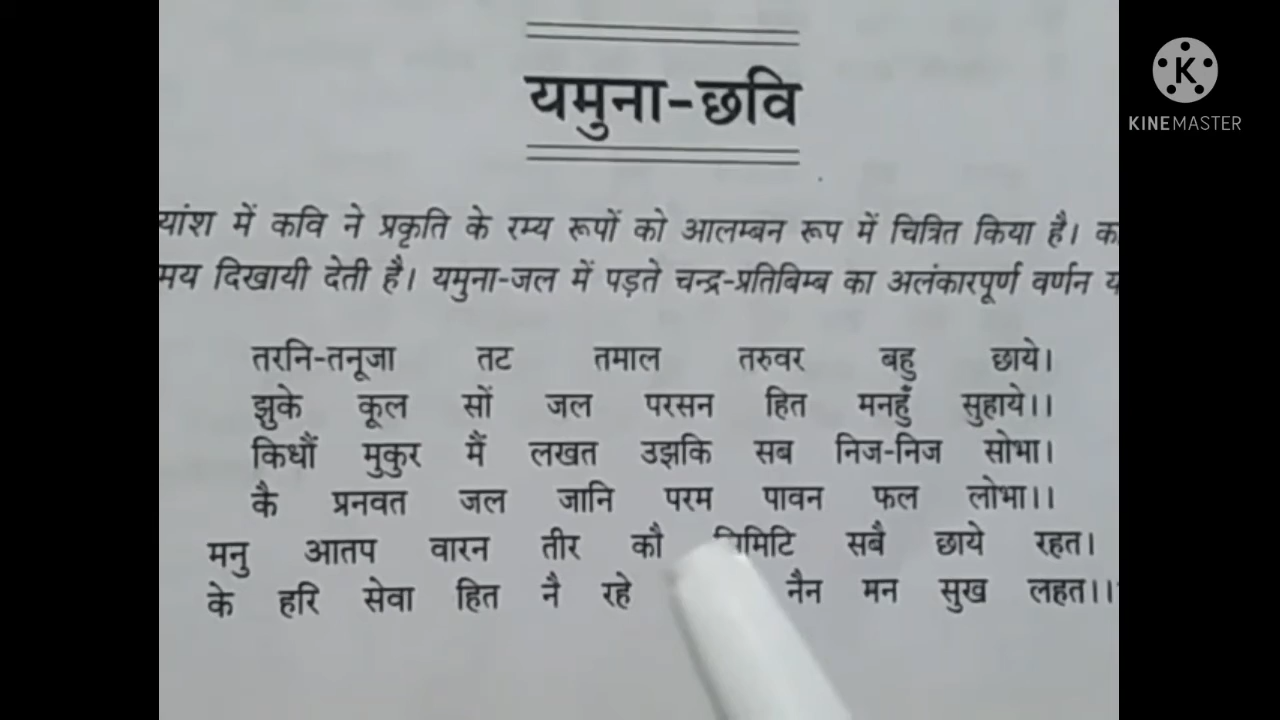 यमुना-छवि
K
KINEMASTER
यांश में कवि ने प्रकृति के रम्य रूपों को आलम्बन रूप में चित्रित किया है। क
मय दिखायी देती है। यमुना-जल में पड़ते चन्द्र-प्रतिबिम्ब का अलंकारपूर्ण वर्णन य
तरनि-तनूजा तट तमाल तरुवर बहु छाये।
झुके कूल सों जल परसन हित मनहुँ सुहाये।।
किधौं मुकुर मैं लखत उझकि सब निज-निज सोभा।
कै प्रनवत जल जानि परम पावन फल लोभा।।
मनु आतप वारन तीर कौ सबै छाये रहत।
के हरि सेवा हित नै रहे नैन मन सुख लहत।।